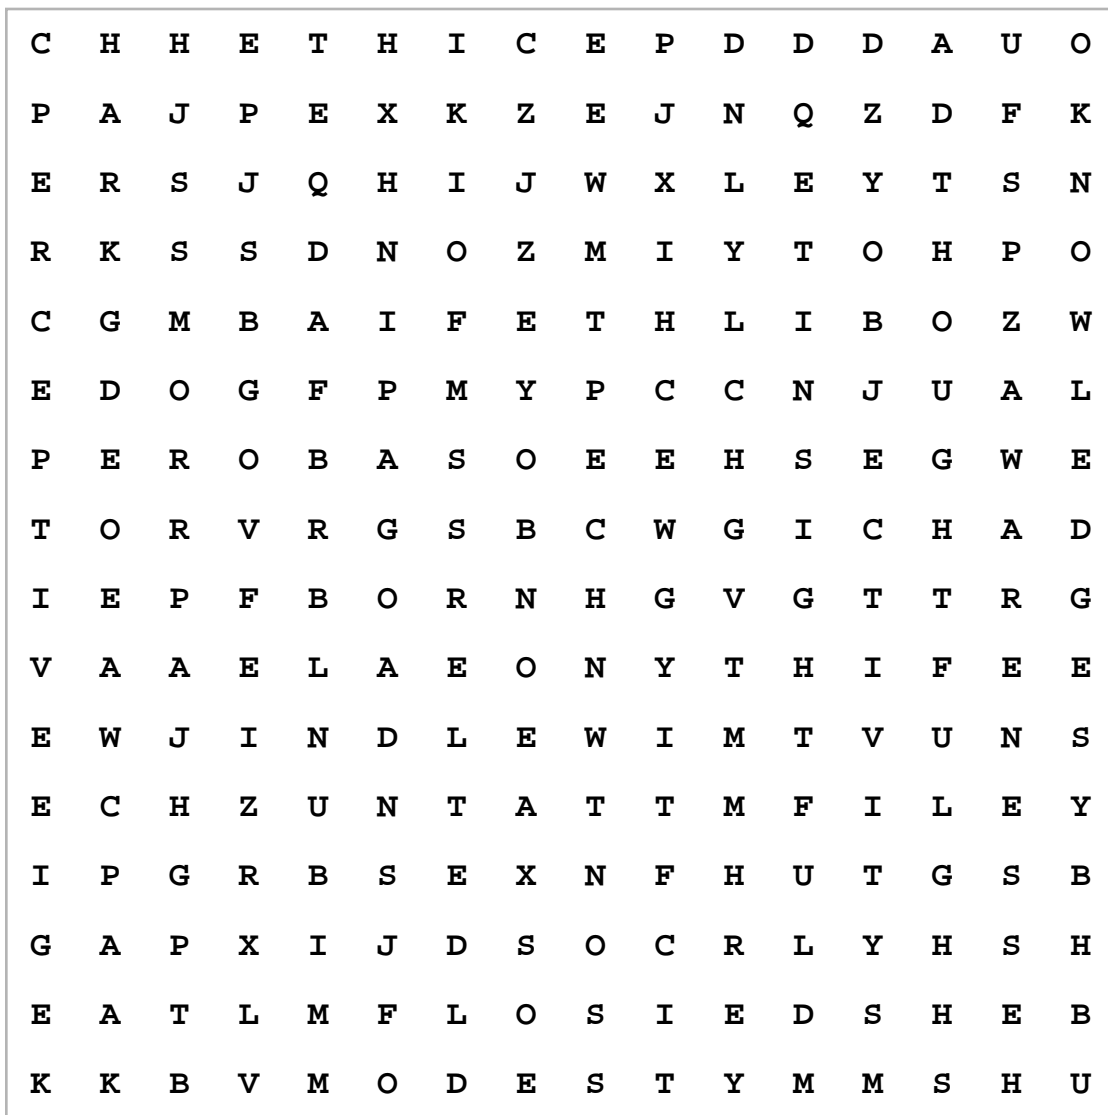 C H H E T H I C E P D D D A U O
P A J P E X K Z E J N Q Z D F K
E R S J Q H I J W X L E Y T S N
R K S S D N O Z M I Y T O H P O
C G M B A I F E T H L I B O Z W
E D O G F P M Y P C C N J U A L
P E R O B A S O E E H S E G W E
T O R V R G S B C W G I C H A D
I E P F B O R N H G V G T T R G
V A A E L A E O N Y T H I F E E
E W J I N D L E W I M T V U N S
E C H Z U N T A T T M F I L E Y
I P G R B S E X N F H U T G S B
G A P X I J D S O C R L Y H S H
E A T L M F L O S I E D S H E B
K K B V M O D E S T Y M M S H U